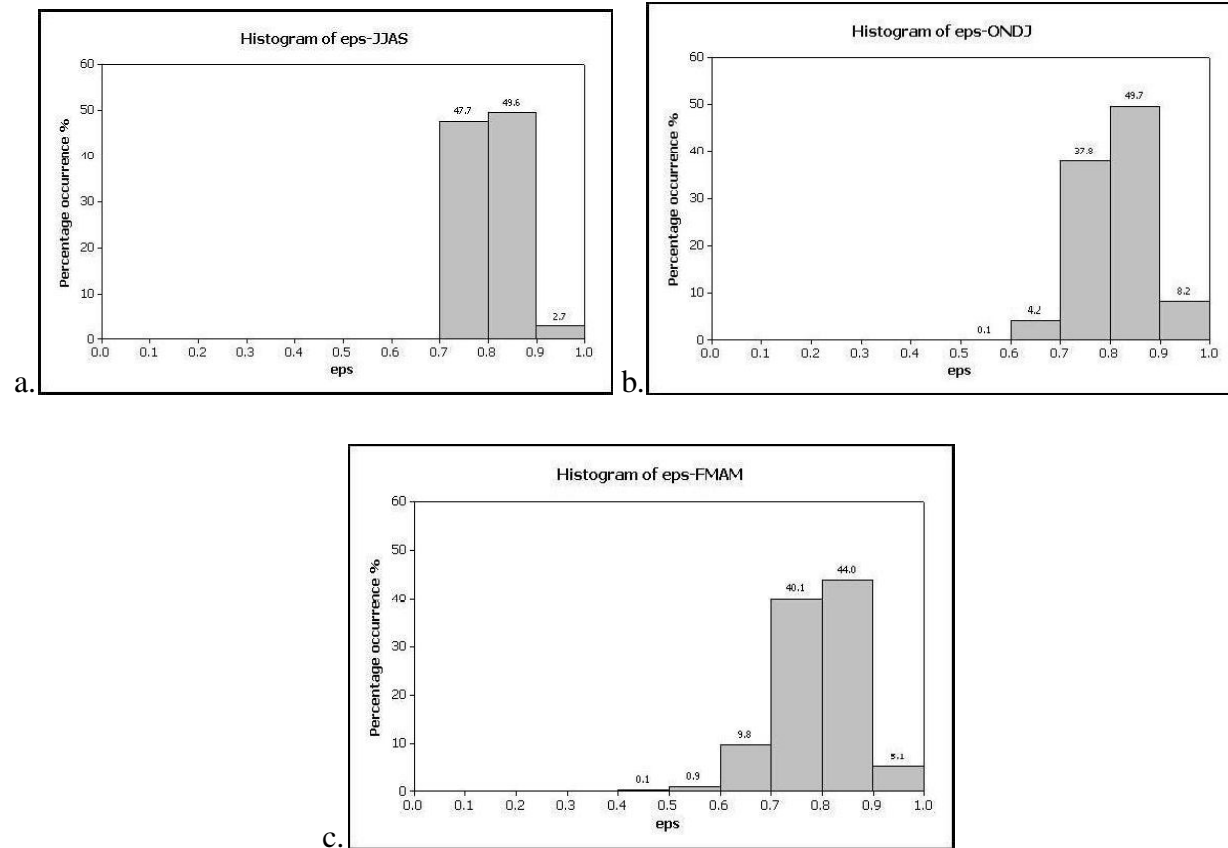 Histogram of eps-JJAS
Percentage occurrence %
60
50
40
30
20
10
0
47.7
49.6
2.7
0.0 0.1 0.2 0.3 0.4 0.5 0.6 0.7 0.8 0.9 1.0
eps
a.
Histogram of eps-ONDJ
Percentage occurrence %
60
50
40
30
20
10
0
0.1
4.2
37.8
49.7
8.2
0.0 0.1 0.2 0.3 0.4 0.5 0.6 0.7 0.8 0.9 1.0
eps
b.
Histogram of eps-FMAM
Percentage occurrence %
60
50
40
30
20
10
0
0.1
0.9
9.8
40.1
44.0
5.1
0.0 0.1 0.2 0.3 0.4 0.5 0.6 0.7 0.8 0.9 1.0
eps
c.